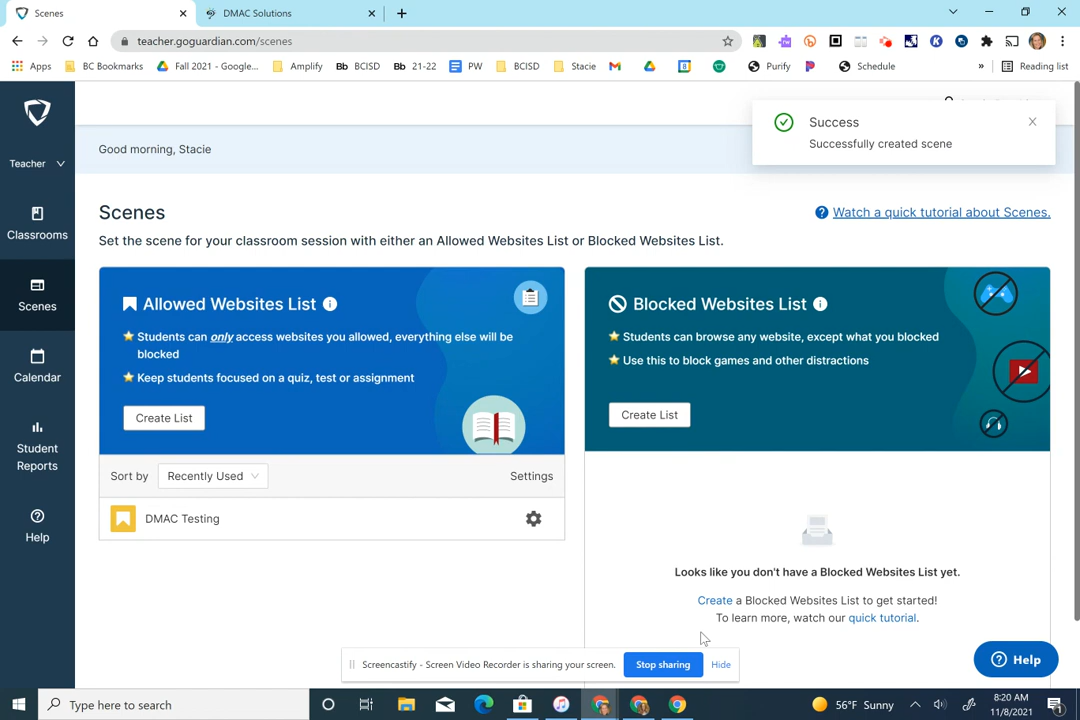 Scenes
DMAC Solutions
teacher.goguardian.com/scenes
Apps
BC Bookmarks
Fall 2021 - Google...
Amplify
Bb BCISD
Bb 21-22
PW
BCISD
Stacie
Purify
Schedule
»
Reading list
Success
Successfully created scene
Teacher
Good morning, Stacie
Classrooms
Scenes
Calendar
Student
Reports
Help
Scenes
Watch a quick tutorial about Scenes.
Set the scene for your classroom session with either an Allowed Websites List or Blocked Websites List.
Allowed Websites List
Students can only access websites you allowed, everything else will be
blocked
Keep students focused on a quiz, test or assignment
Create List
Sort by
Recently Used
Settings
DMAC Testing
Blocked Websites List
Students can browse any website, except what you blocked
Use this to block games and other distractions
Create List
Looks like you don't have a Blocked Websites List yet.
Create a Blocked Websites List to get started!
To learn more, watch our quick tutorial.
Screencastify - Screen Video Recorder is sharing your screen.
Stop sharing
Hide
Help
Type here to search
56°F Sunny
8:20 AM
11/8/2021